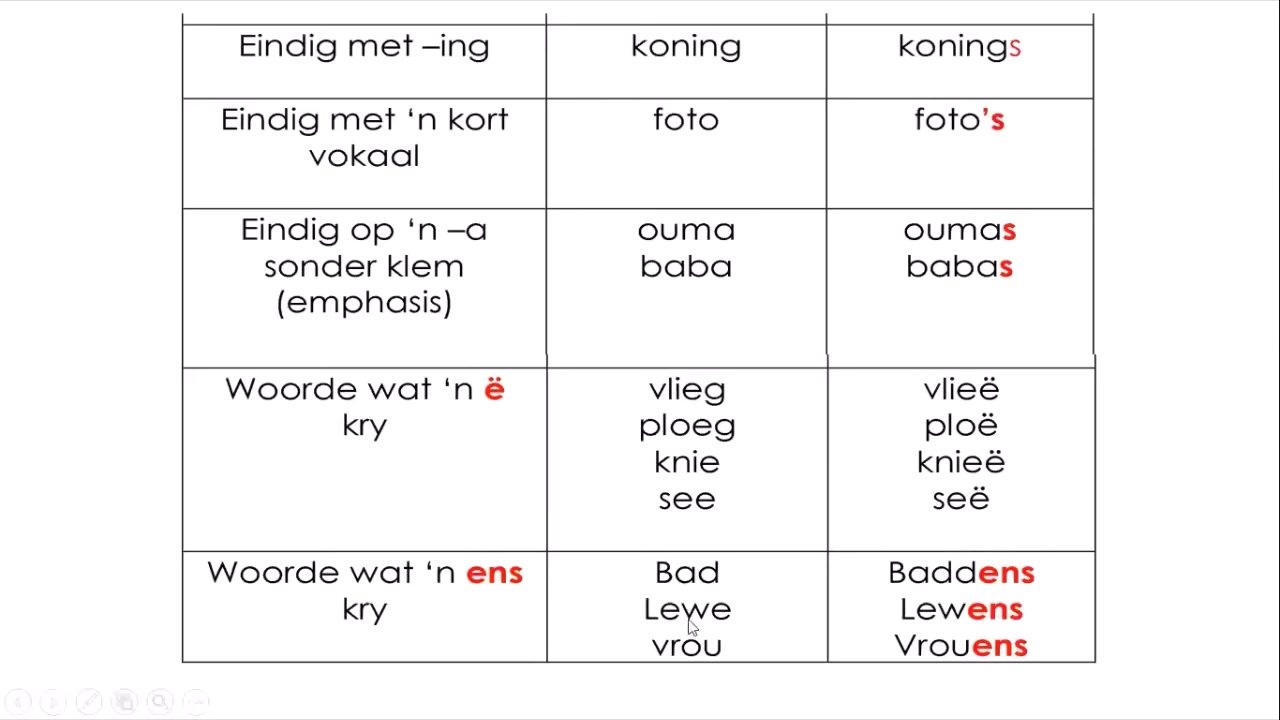 Eindig met –ing
koning
konings
Eindig met ‘n kort
vokaal
foto
foto’s
Eindig op ‘n –a
sonder klem
(emphasis)
ouma
baba
oumas
babas
Woorde wat ‘n ë
kry
vlieg
ploeg
knie
see
vlieë
ploë
knieë
seë
Woorde wat ‘n ens
kry
Bad
Lewe
vrou
Baddens
Lewens
Vrouens